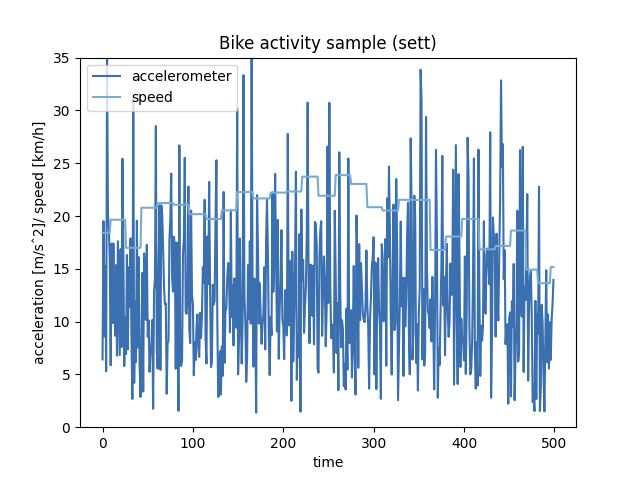 Bike activity sample (sett)
accelerometer
speed
acceleration [m/s^2]/ speed [km/h]
35
30
25
20
15
10
5
0
0 100 200 300 400 500
time